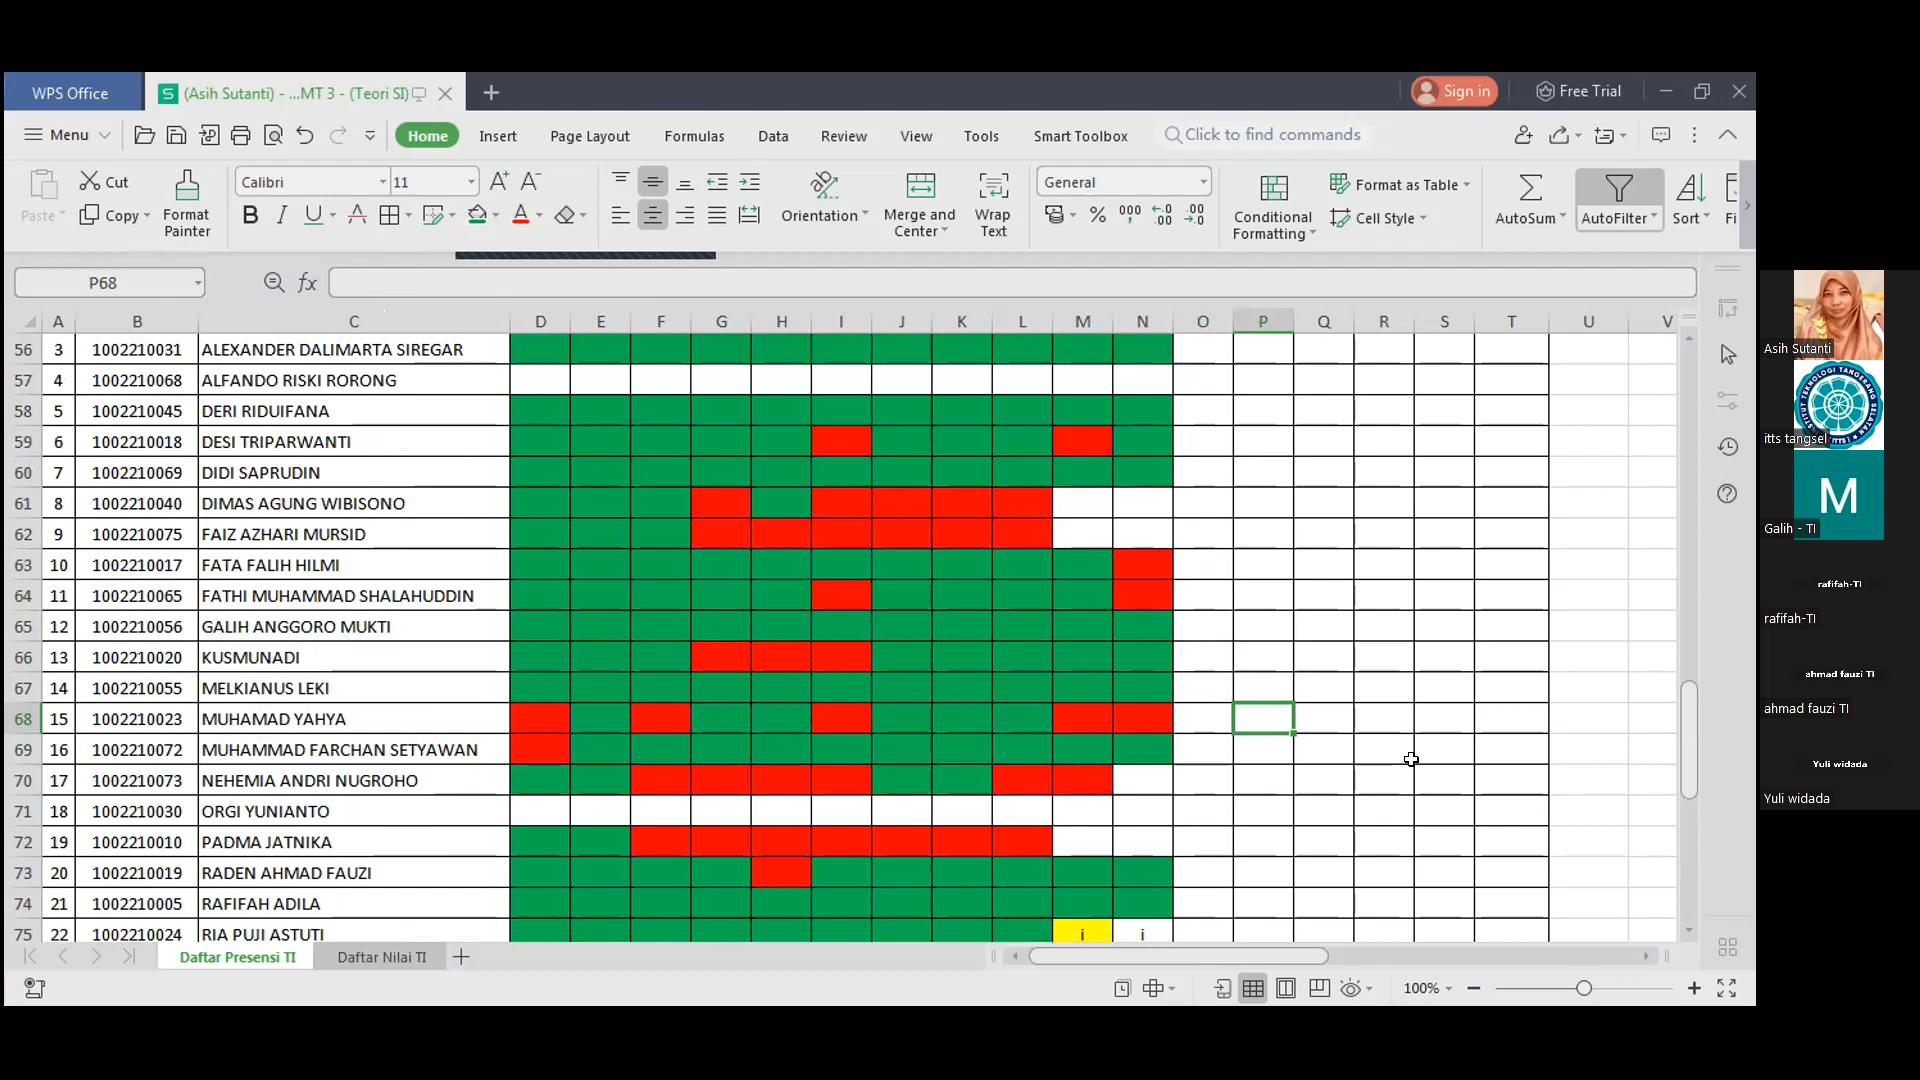 WPS Office
(Asih Sutanti) - ...MT 3 - (Teori SI)
Sign in
Free Trial
Menu
Home
Insert
Page Layout
Formulas
Data
Review
View
Tools
Smart Toolbox
Click to find commands
Paste
Cut
Copy
Format Painter
Calibri
11
Orientation
Merge and Center
Wrap Text
General
Conditional Formatting
Format as Table
Cell Style
AutoSum
AutoFilter
Sort
Fi
P68
fx
A B C D E F G H I J K L M N O P Q R S T U V
56 3 1002210031 ALEXANDER DALIMARTA SIREGAR
57 4 1002210068 ALFANDO RISKI RORONG
58 5 1002210045 DERI RIDUIFANA
59 6 1002210018 DESI TRIPARWANTI
60 7 1002210069 DIDI SAPRUDIN
61 8 1002210040 DIMAS AGUNG WIBISONO
62 9 1002210075 FAIZ AZHARI MURSID
63 10 1002210017 FATA FALIH HILMI
64 11 1002210065 FATHI MUHAMMAD SHALAHUDDIN
65 12 1002210056 GALIH ANGGORO MUKTI
66 13 1002210020 KUSMUNADI
67 14 1002210055 MELKIANUS LEKI
68 15 1002210023 MUHAMAD YAHYA
69 16 1002210072 MUHAMMAD FARCHAN SETYAWAN
70 17 1002210073 NEHEMIA ANDRI NUGROHO
71 18 1002210030 ORGI YUNIANTO
72 19 1002210010 PADMA JATNIKA
73 20 1002210019 RADEN AHMAD FAUZI
74 21 1002210005 RAFIFAH ADILA
75 22 1002210024 RIA PUJI ASTUTI i i
Daftar Presensi TI
Daftar Nilai TI
100%
Asih Sutanti
itts tangsel
M
Galih - TI
rafifah-TI
rafifah-TI
ahmad fauzi TI
ahmad fauzi TI
Yuli widada
Yuli widada